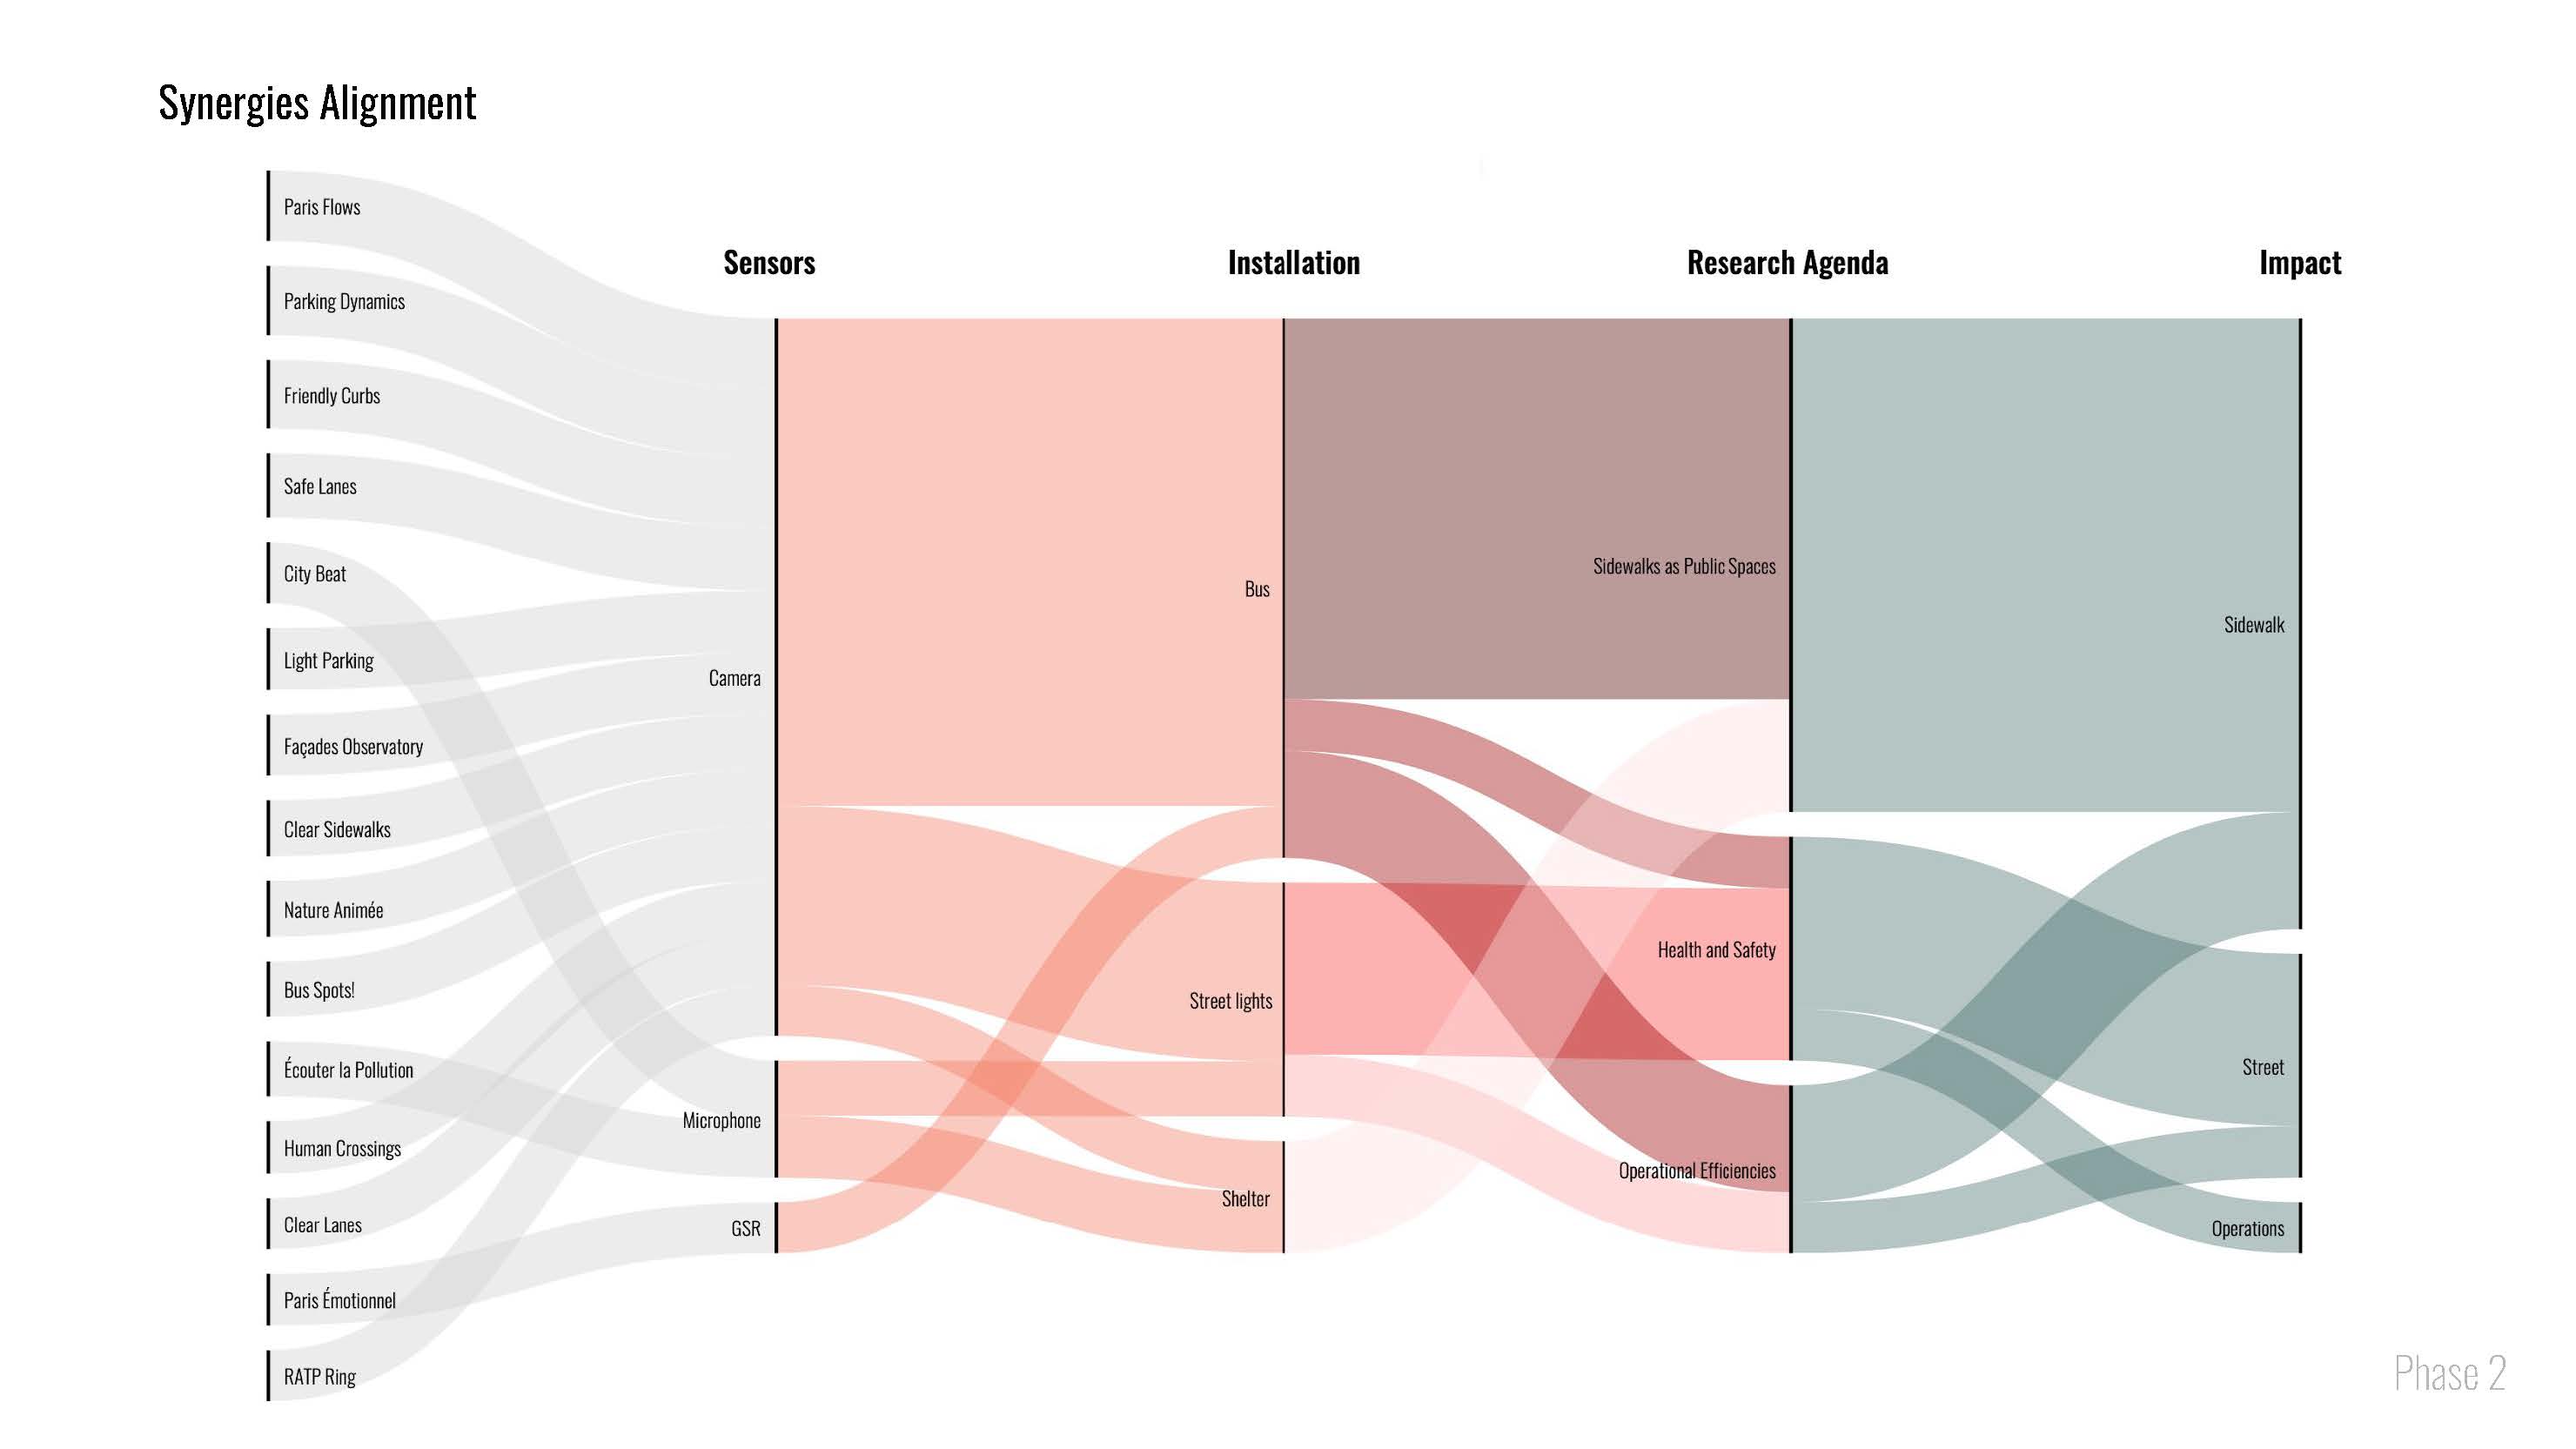 Synergies Alignment
Sensors
Installation
Research Agenda
Impact
Paris Flows
Parking Dynamics
Friendly Curbs
Safe Lanes
City Beat
Light Parking
Façades Observatory
Clear Sidewalks
Nature Animée
Bus Spots!
Écouter la Pollution
Human Crossings
Clear Lanes
Paris Émotionnel
RATP Ring
Camera
Microphone
GSR
Bus
Street lights
Shelter
Sidewalks as Public Spaces
Health and Safety
Operational Efficiencies
Sidewalk
Street
Operations
Phase 2